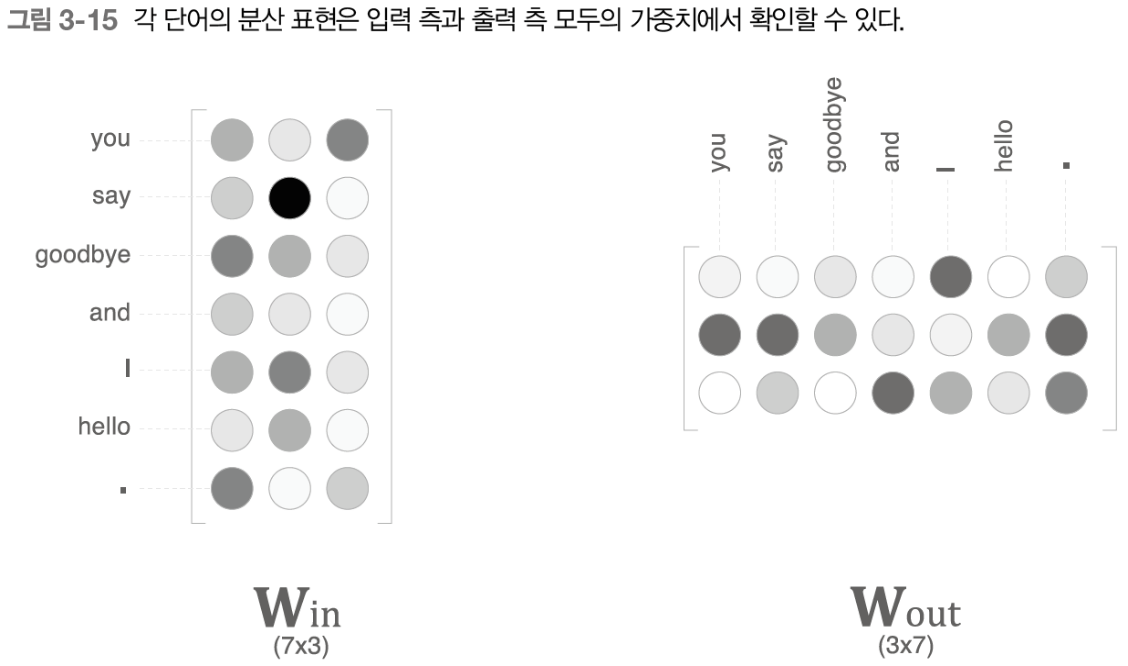 그림 3-15 각 단어의 분산 표현은 입력 측과 출력 측 모두의 가중치에서 확인할 수 있다.
you
say
goodbye
and
I
hello
.
Win
(7x3)
you
say
goodbye
and
I
hello
.
Wout
(3x7)